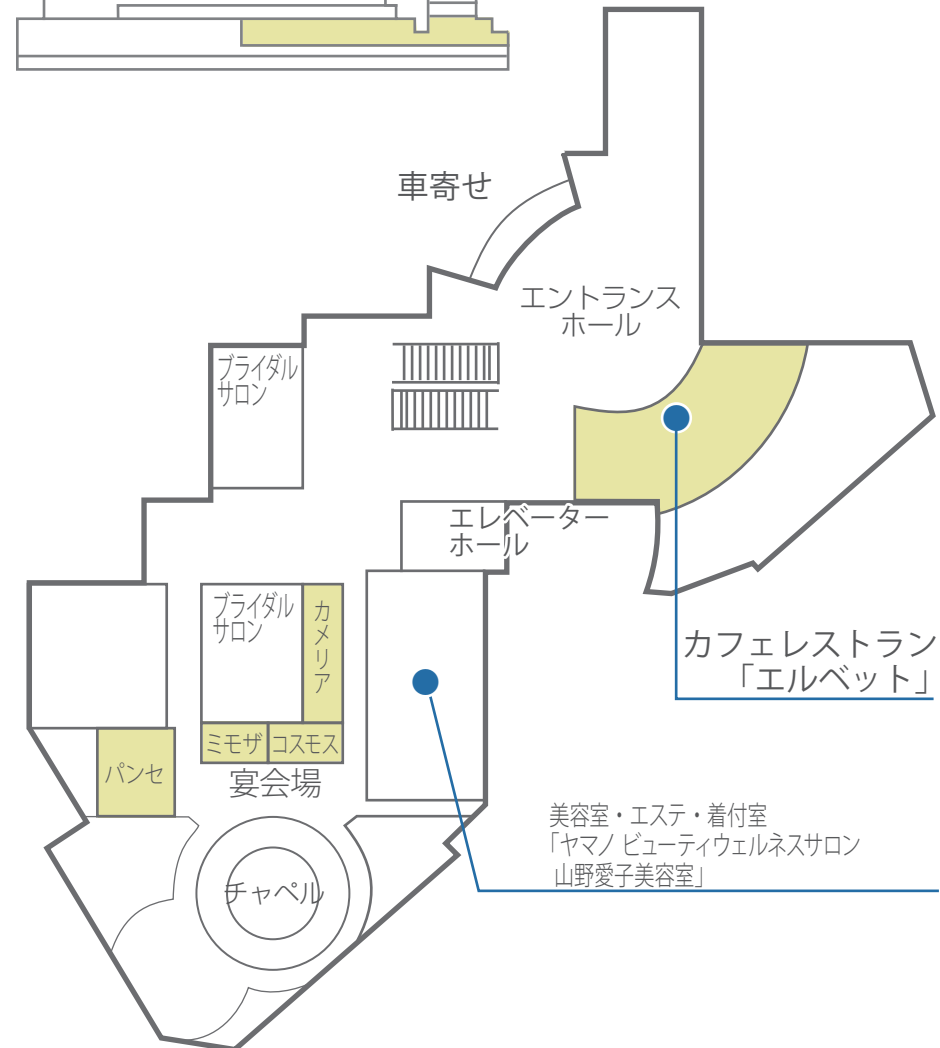 車寄せ
エントランス
ホール
ブライダル
サロン
エレベーター
ホール
ブライダル
サロン
カメリア
カフェレストラン
「エルベット」
ミモザ
コスモス
パンセ
宴会場
美容室・エステ・着付室
「ヤマノ ビューティウェルネスサロン
山野愛子美容室」
チャペル